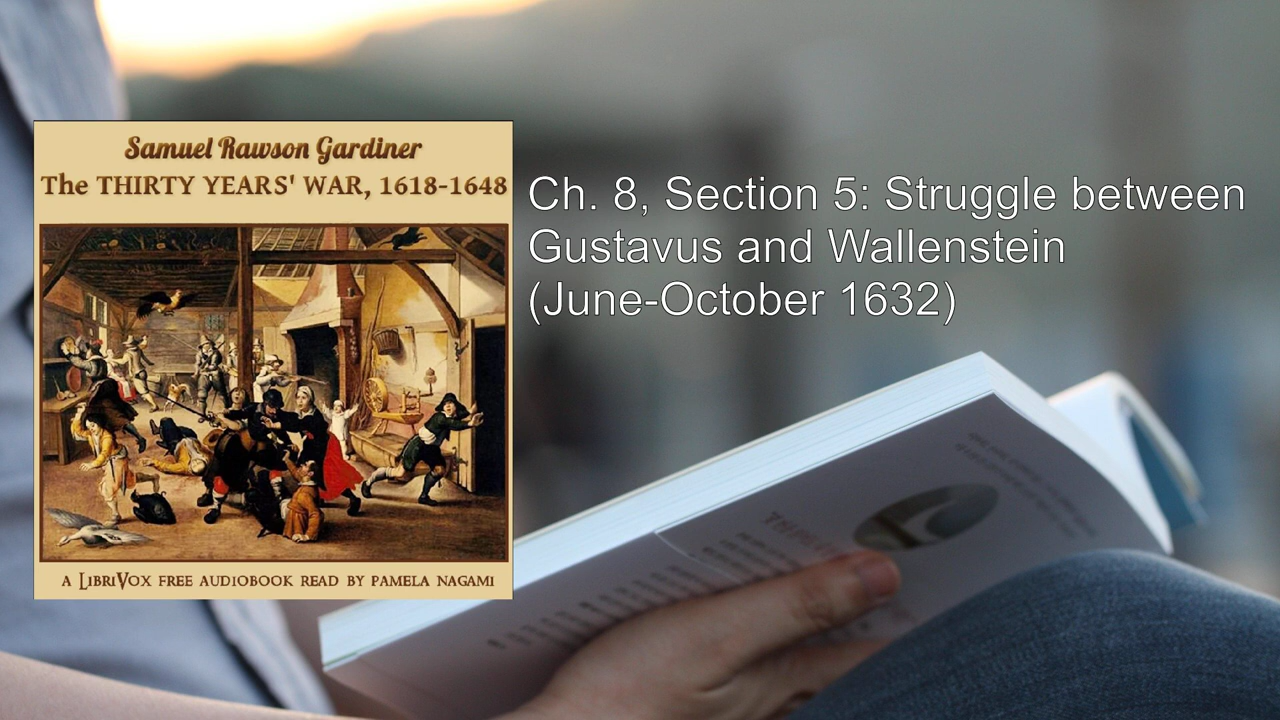 Samuel Rawson Gardiner
The THIRTY YEARS' WAR, 1618-1648
A LIBRIVOX FREE AUDIOBOOK READ BY PAMELA NAGAMI
Ch. 8, Section 5: Struggle between
Gustavus and Wallenstein
(June-October 1632)